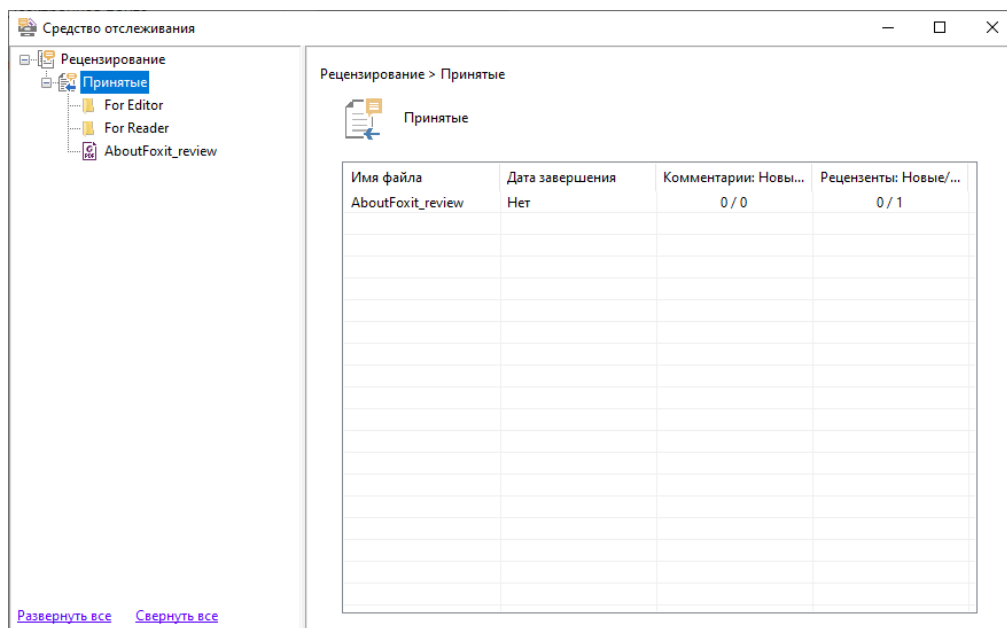 Средство отслеживания
Рецензирование
Принятые
For Editor
For Reader
AboutFoxit_review
Развернуть все Свернуть все
Рецензирование > Принятые
Принятые
Имя файла Дата завершения Комментарии: Новы... Рецензенты: Новые/...
AboutFoxit_review Нет 0 / 0 0 / 1